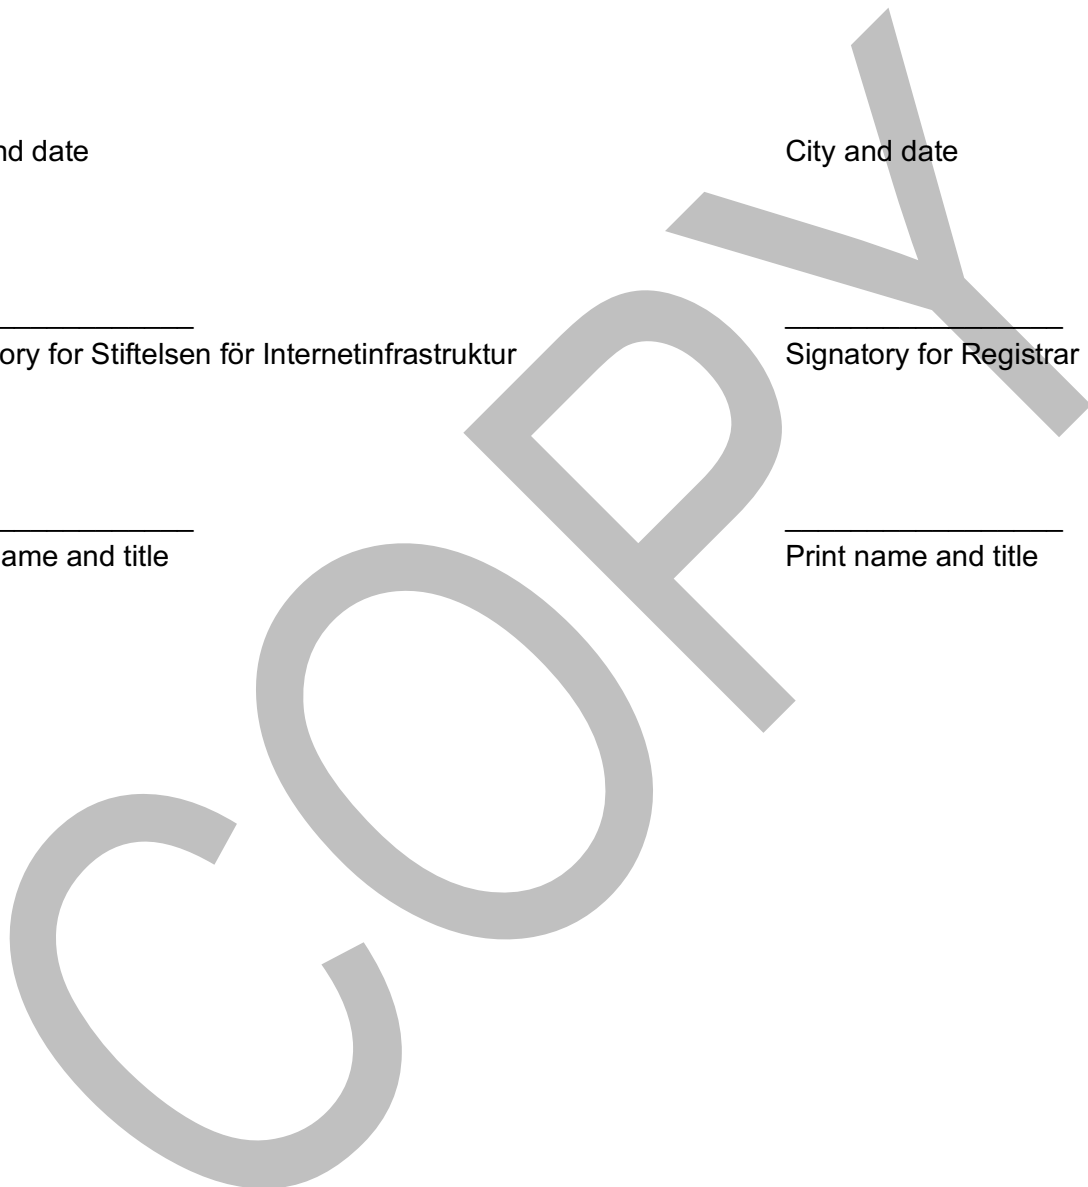 nd date City and date
ory for Stiftelsen för Internetinfrastruktur Signatory for Registrar
ame and title Print name and title
COPY